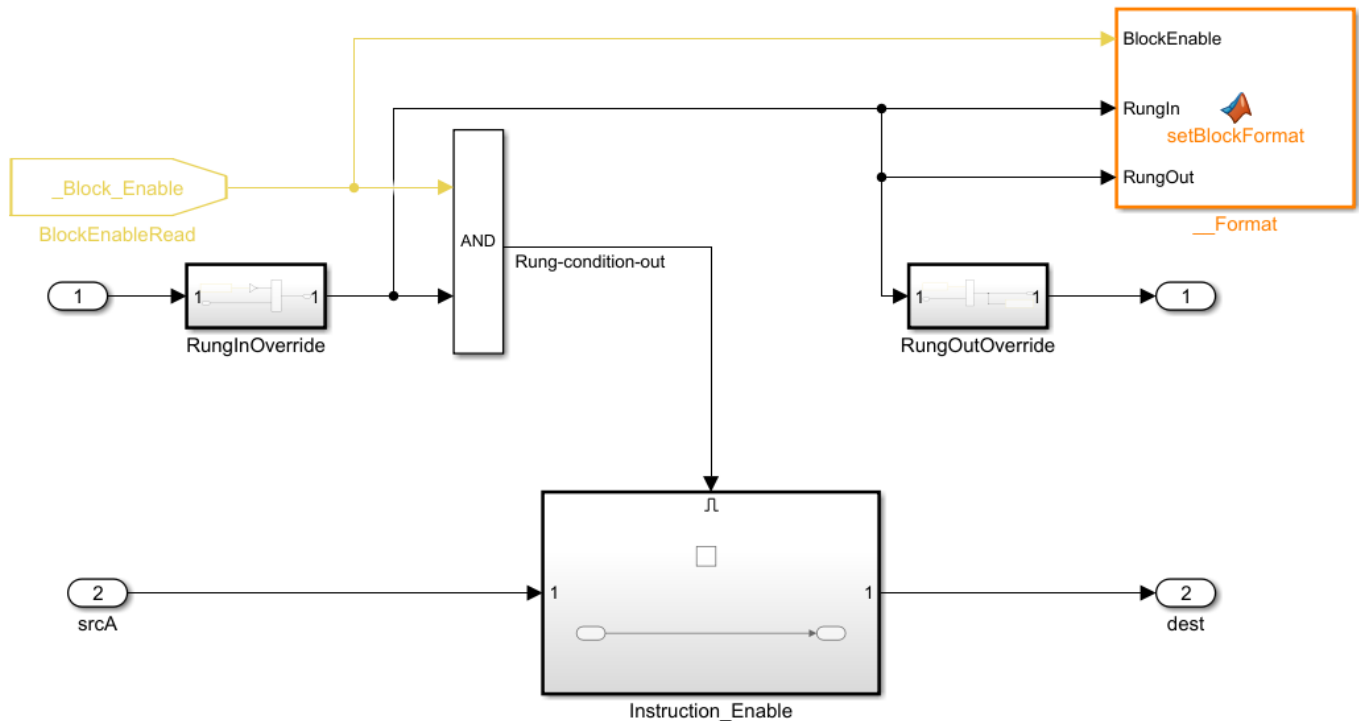 BlockEnable
RungIn
setBlockFormat
RungOut
__Format
_Block_Enable
BlockEnableRead
AND
Rung-condition-out
1
1
1
RungInOverride
1
1
RungOutOverride
1
2
srcA
1
1
Instruction_Enable
2
dest